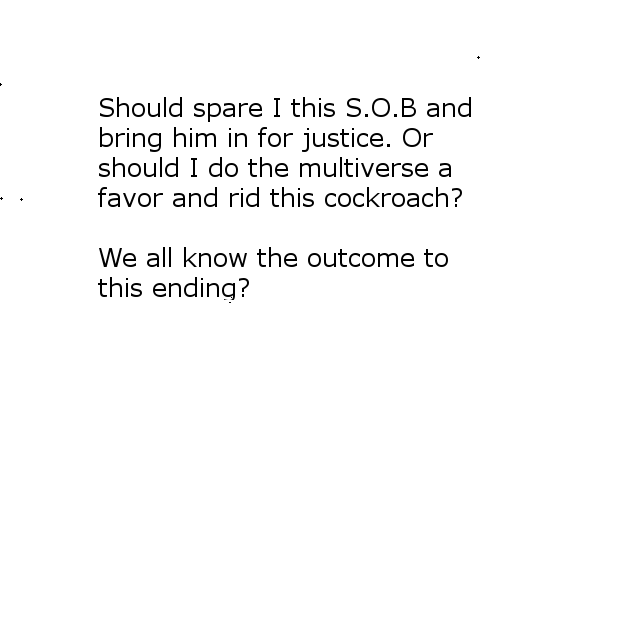 Should spare I this S.O.B and
bring him in for justice. Or
should I do the multiverse a
favor and rid this cockroach?
We all know the outcome to
this ending?